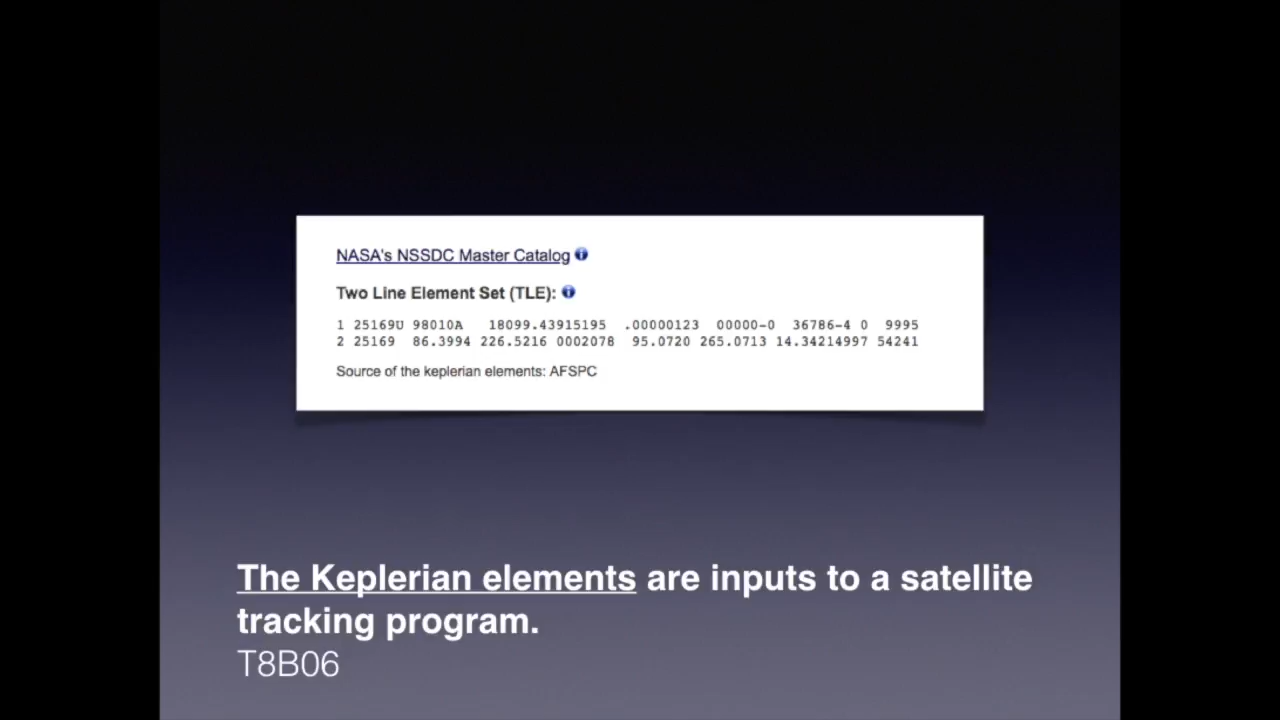 NASA's NSSDC Master Catalog
Two Line Element Set (TLE):
1 25169U 98010A   18099.43915195  .00000123  00000-0  36786-4 0  9995
2 25169  86.3994 226.5216 0002078  95.0720 265.0713 14.34214997 54241
Source of the keplerian elements: AFSPC
The Keplerian elements are inputs to a satellite
tracking program.
T8B06